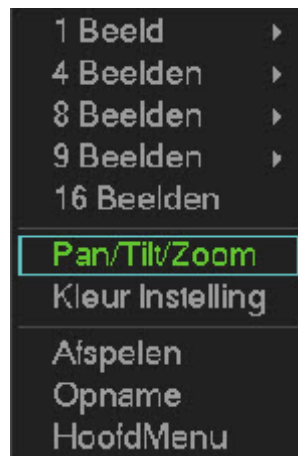 1 Beeld
4 Beelden
8 Beelden
9 Beelden
16 Beelden
Pan/Tilt/Zoom
Kleur Instelling
Afspelen
Opname
HoofdMenu